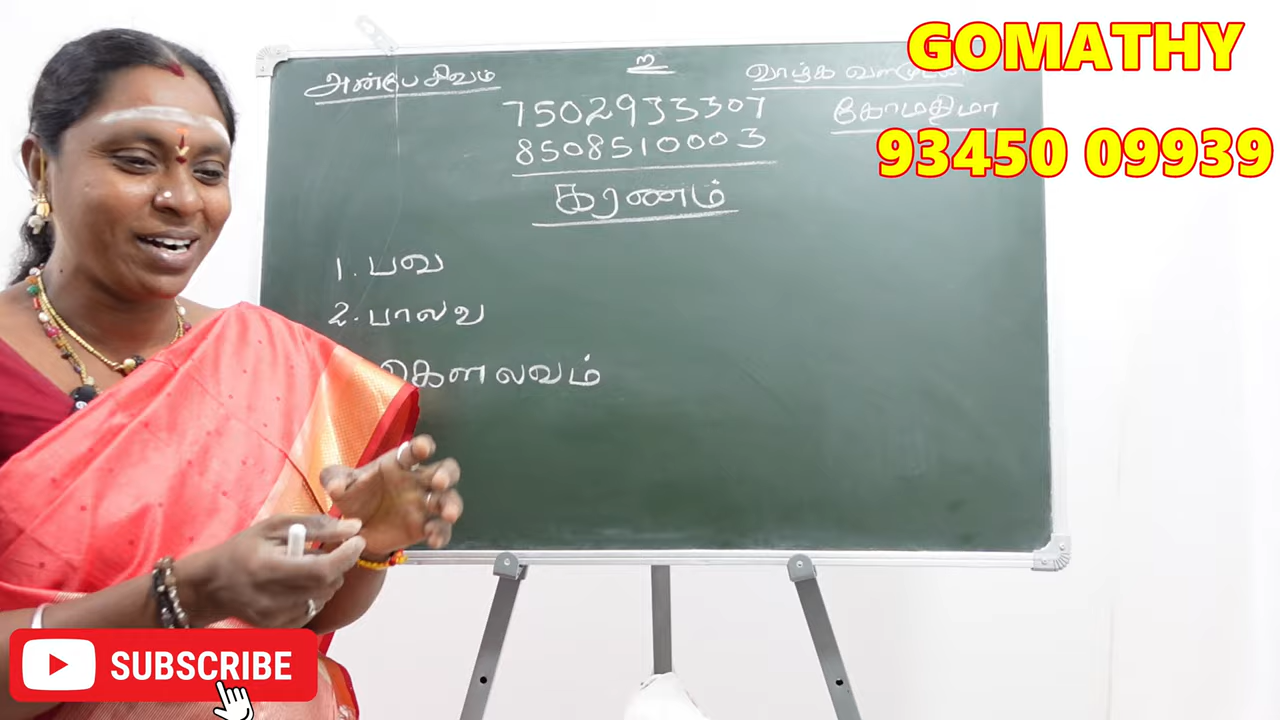 உ
அன்பே சிவம்
வாழ்க வளமுடன்
7502933307
8508510003
கோமதிமா
கரணம்
1. பவ
2. பாலவ
கௌலவம்
GOMATHY
93450 09939
SUBSCRIBE